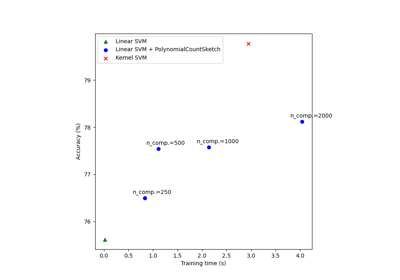 Linear SVM
Linear SVM + PolynomialCountSketch
Kernel SVM
79
78
77
76
Accuracy (%)
n_comp.=2000
n_comp.=500
n_comp.=1000
n_comp.=250
0.0 0.5 1.0 1.5 2.0 2.5 3.0 3.5 4.0
Training time (s)